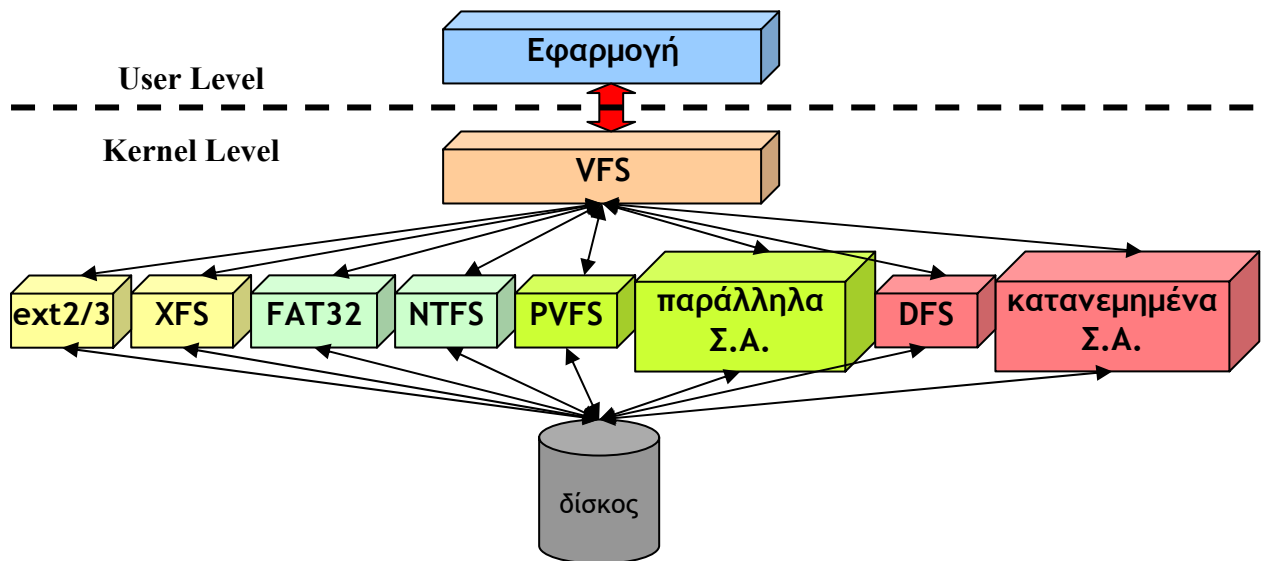 Εφαρμογή
User Level
Kernel Level
VFS
ext2/3
XFS
FAT32
NTFS
PVFS
παράλληλα
Σ.Α.
DFS
κατανεμημένα
Σ.Α.
δίσκος